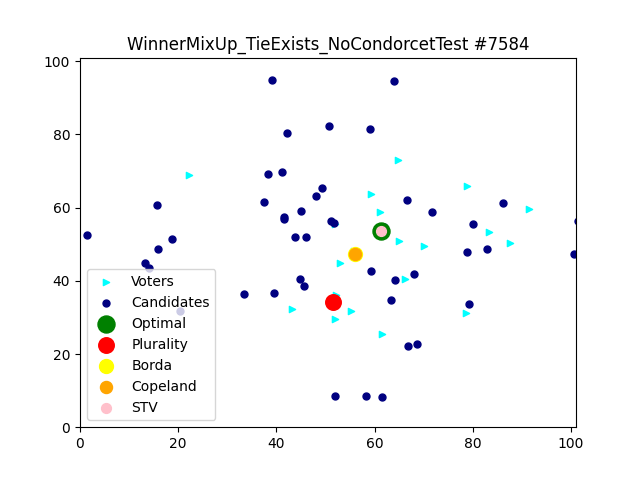 WinnerMixUp_TieExists_NoCondorcetTest #7584
100
80
60
40
20
0
0
20
40
60
80
100
Voters
Candidates
Optimal
Plurality
Borda
Copeland
STV